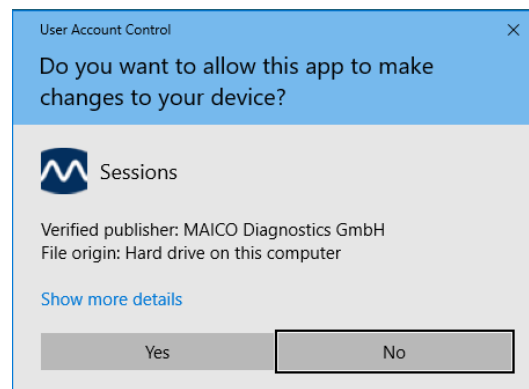 User Account Control
Do you want to allow this app to make
changes to your device?
Sessions
Verified publisher: MAICO Diagnostics GmbH
File origin: Hard drive on this computer
Show more details
Yes
No